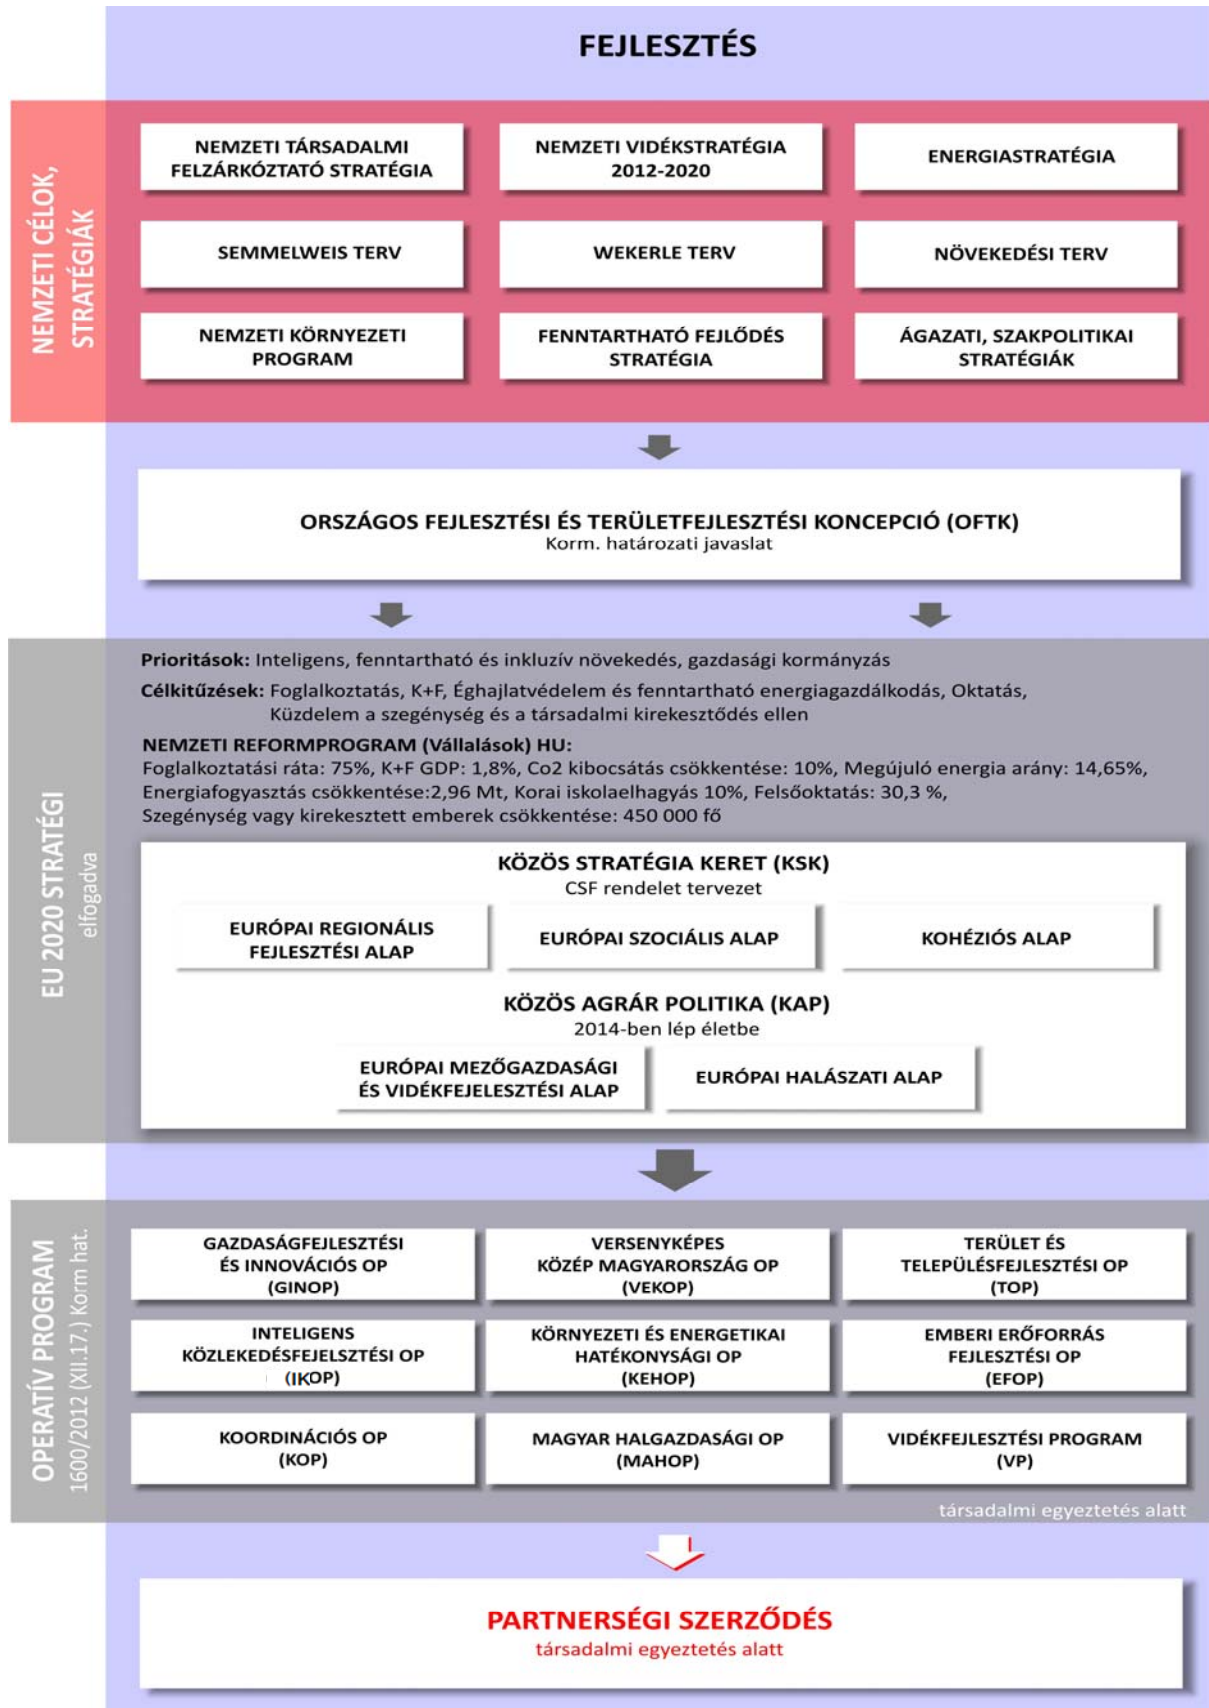 FEJLESZTÉS
NEMZETI CÉLOK,
STRATÉGIÁK
NEMZETI TÁRSADALMI
FELZÁRKÓZTATÓ STRATÉGIA
NEMZETI VIDÉKSTRATÉGIA
2012-2020
ENERGIASTRATÉGIA
SEMMELWEIS TERV
WEKERLE TERV
NÖVEKEDÉSI TERV
NEMZETI KÖRNYEZETI
PROGRAM
FENNTARTHATÓ FEJLŐDÉS
STRATÉGIA
ÁGAZATI, SZAKPOLITIKAI
STRATÉGIÁK
ORSZÁGOS FEJLESZTÉSI ÉS TERÜLETFEJLESZTÉSI KONCEPCIÓ (OFTK)
Korm. határozati javaslat
EU 2020 STRATÉGI
elfogadva
Prioritások: Inteligens, fenntartható és inkluzív növekedés, gazdasági kormányzás
Célkitűzések: Foglalkoztatás, K+F, Éghajlatvédelem és fenntartható energiagazdálkodás, Oktatás,
Küzdelem a szegénység és a társadalmi kirekesztődés ellen
NEMZETI REFORMPROGRAM (Vállalások) HU:
Foglalkoztatási ráta: 75%, K+F GDP: 1,8%, Co2 kibocsátás csökkentése: 10%, Megújuló energia arány: 14,65%,
Energiafogyasztás csökkentése:2,96 Mt, Korai iskolaelhagyás 10%, Felsőoktatás: 30,3 %,
Szegénység vagy kirekesztett emberek csökkentése: 450 000 fő
KÖZÖS STRATÉGIA KERET (KSK)
CSF rendelet tervezet
EURÓPAI REGIONÁLIS
FEJLESZTÉSI ALAP
EURÓPAI SZOCIÁLIS ALAP
KOHÉZIÓS ALAP
KÖZÖS AGRÁR POLITIKA (KAP)
2014-ben lép életbe
EURÓPAI MEZŐGAZDASÁGI
ÉS VIDÉKFEJELESZTÉSI ALAP
EURÓPAI HALÁSZATI ALAP
OPERATÍV PROGRAM
1600/2012 (XII.17.) Korm hat.
GAZDASÁGFEJLESZTÉSI
ÉS INNOVÁCIÓS OP
(GINOP)
VERSENYKÉPES
KÖZÉP MAGYARORSZÁG OP
(VEKOP)
TERÜLET ÉS
TELEPÜLÉSFEJLESZTÉSI OP
(TOP)
INTELIGENS
KÖZLEKEDÉSFEJELSZTÉSI OP
(IKOP)
KÖRNYEZETI ÉS ENERGETIKAI
HATÉKONYSÁGI OP
(KEHOP)
EMBERI ERŐFORRÁS
FEJLESZTÉSI OP
(EFOP)
KOORDINÁCIÓS OP
(KOP)
MAGYAR HALGAZDASÁGI OP
(MAHOP)
VIDÉKFEJLESZTÉSI PROGRAM
(VP)
társadalmi egyeztetés alatt
PARTNERSÉGI SZERZŐDÉS
társadalmi egyeztetés alatt